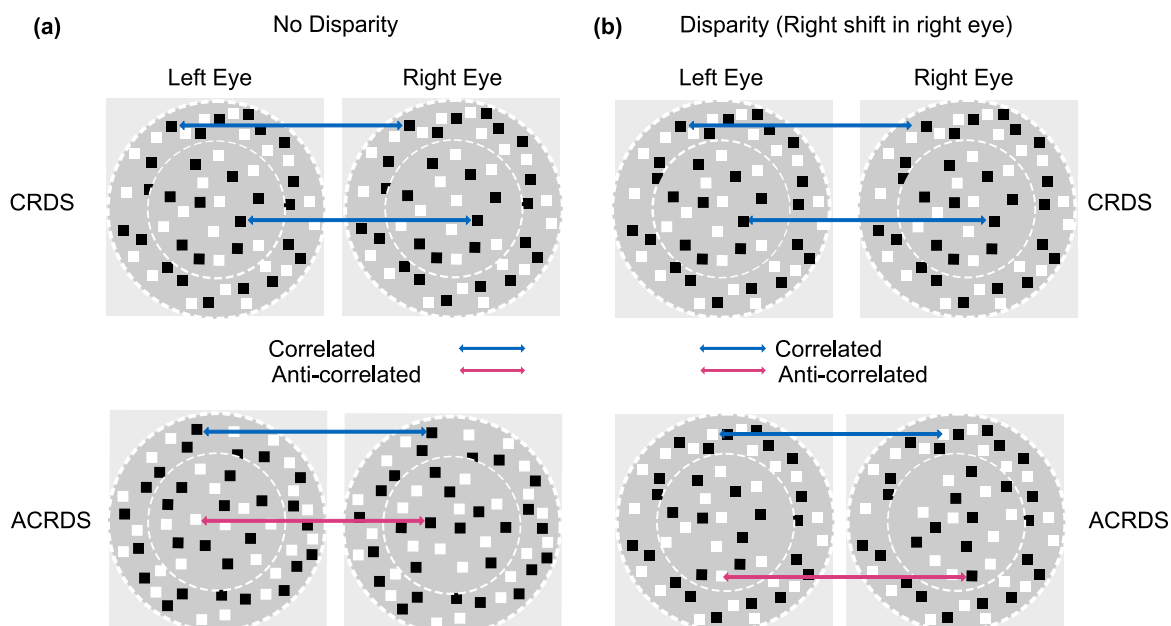 (a)
No Disparity
Left Eye
Right Eye
CRDS
(b)
Disparity (Right shift in right eye)
Left Eye
Right Eye
CRDS
Correlated
Anti-correlated
Correlated
Anti-correlated
ACRDS
ACRDS